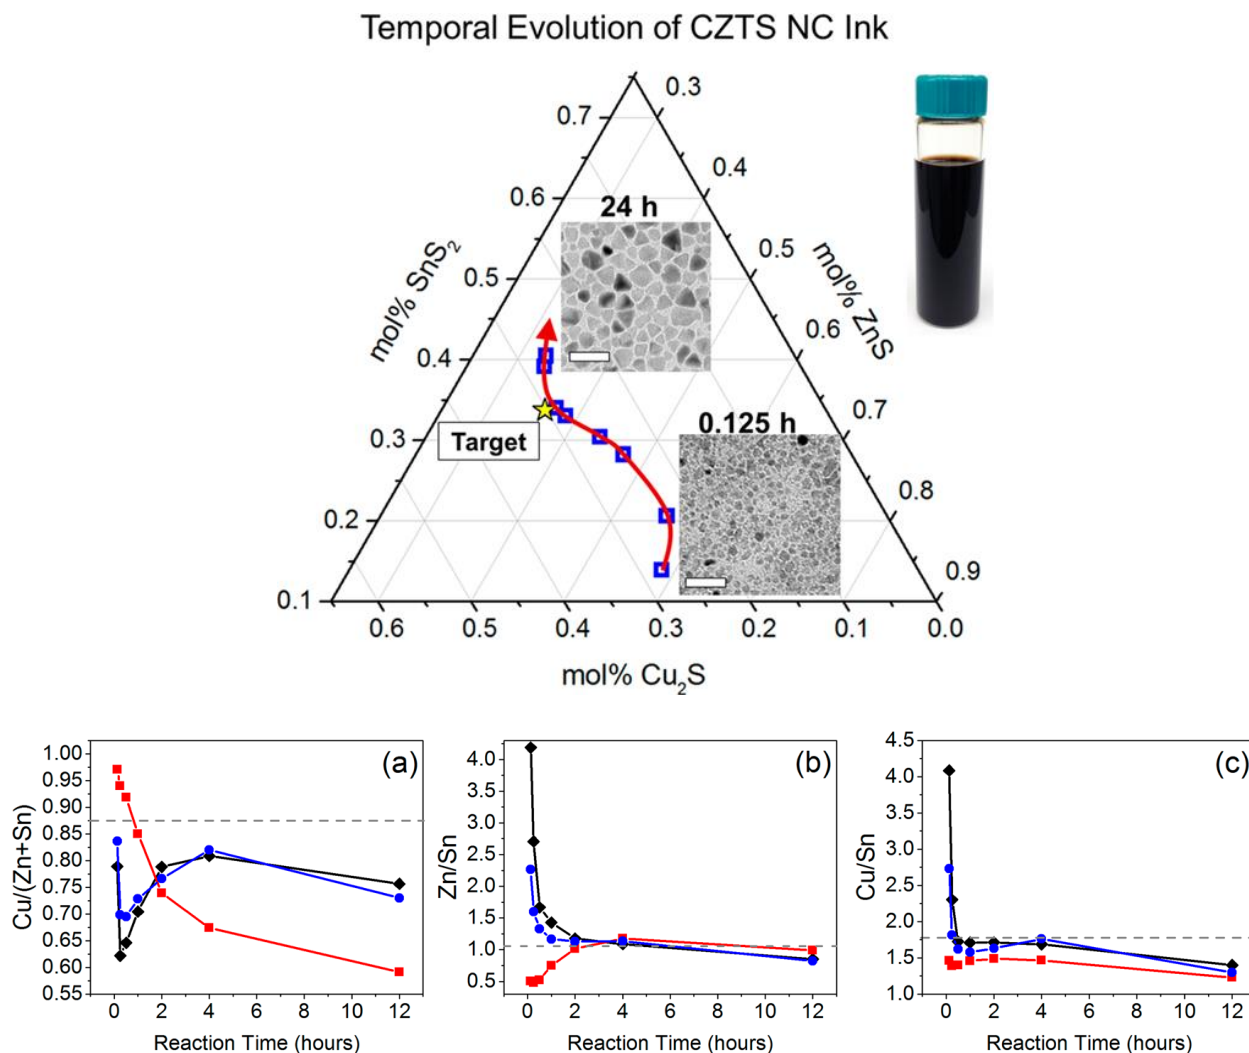 Temporal Evolution of CZTS NC Ink
0.3
0.7
0.4
0.6
24 h
0.5
0.5
mol% SnS₂
mol% ZnS
0.6
0.4
0.7
0.125 h
0.3
Target
0.8
0.2
0.9
0.1
0.6 0.5 0.4 0.3 0.2 0.1 0.0
mol% Cu₂S
(a)
Cu/(Zn+Sn)
1.00
0.95
0.90
0.85
0.80
0.75
0.70
0.65
0.60
0.55
0 2 4 6 8 10 12
Reaction Time (hours)
(b)
Zn/Sn
4.0
3.5
3.0
2.5
2.0
1.5
1.0
0.5
0 2 4 6 8 10 12
Reaction Time (hours)
(c)
Cu/Sn
4.5
4.0
3.5
3.0
2.5
2.0
1.5
1.0
0 2 4 6 8 10 12
Reaction Time (hours)